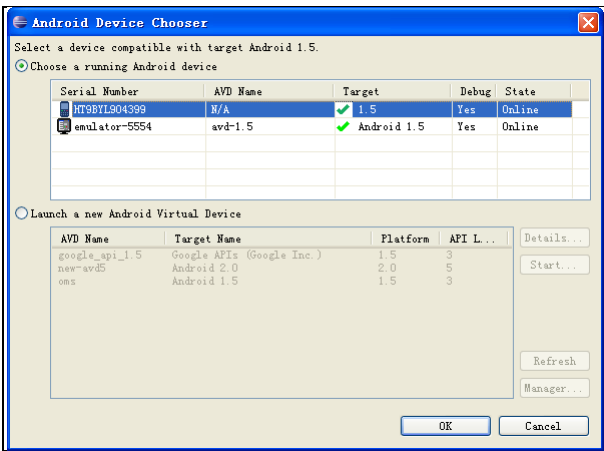 Android Device Chooser
Select a device compatible with target Android 1.5.
Choose a running Android device
Serial Number AVD Name Target Debug State
HT9BYL904399 N/A 1.5 Yes Online
emulator-5554 avd-1.5 Android 1.5 Yes Online
Launch a new Android Virtual Device
AVD Name Target Name Platform API L...
google_api_1.5 Google APIs (Google Inc.) 1.5 3
new-avd5 Android 2.0 2.0 5
oms Android 1.5 1.5 3
Details...
Start...
Refresh
Manager...
OK Cancel